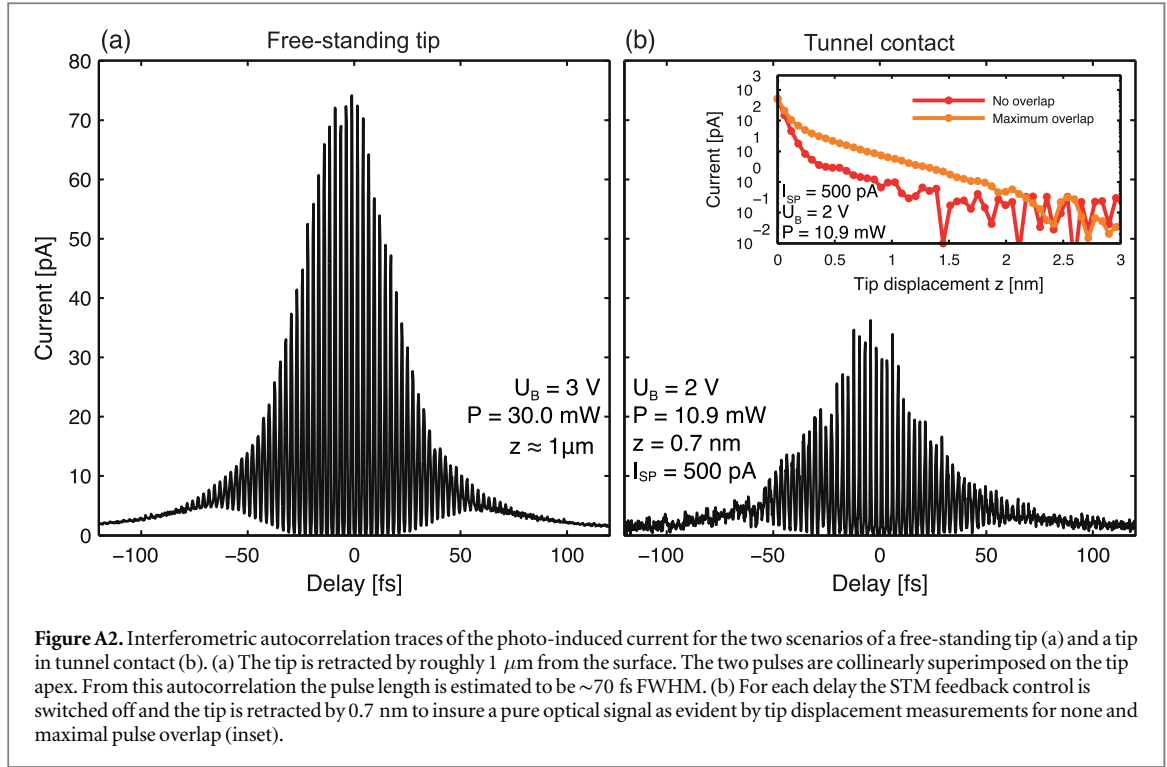 (a) Free-standing tip
80
70
60
50
40
30
20
10
0
Current [pA]
−100 −50 0 50 100
Delay [fs]
U_B = 3 V
P = 30.0 mW
z ≈ 1μm
(b) Tunnel contact
U_B = 2 V
P = 10.9 mW
z = 0.7 nm
I_SP = 500 pA
−100 −50 0 50 100
Delay [fs]
10^3
10^3
10^2
10^1
10^0
10^-1
10^-2
Current [pA]
No overlap
Maximum overlap
I_SP = 500 pA
U_B = 2 V
P = 10.9 mW
0 0.5 1 1.5 2 2.5 3
Tip displacement z [nm]
Figure A2. Interferometric autocorrelation traces of the photo-induced current for the two scenarios of a free-standing tip (a) and a tip
in tunnel contact (b). (a) The tip is retracted by roughly 1 μm from the surface. The two pulses are collinearly superimposed on the tip
apex. From this autocorrelation the pulse length is estimated to be ~70 fs FWHM. (b) For each delay the STM feedback control is
switched off and the tip is retracted by 0.7 nm to insure a pure optical signal as evident by tip displacement measurements for none and
maximal pulse overlap (inset).